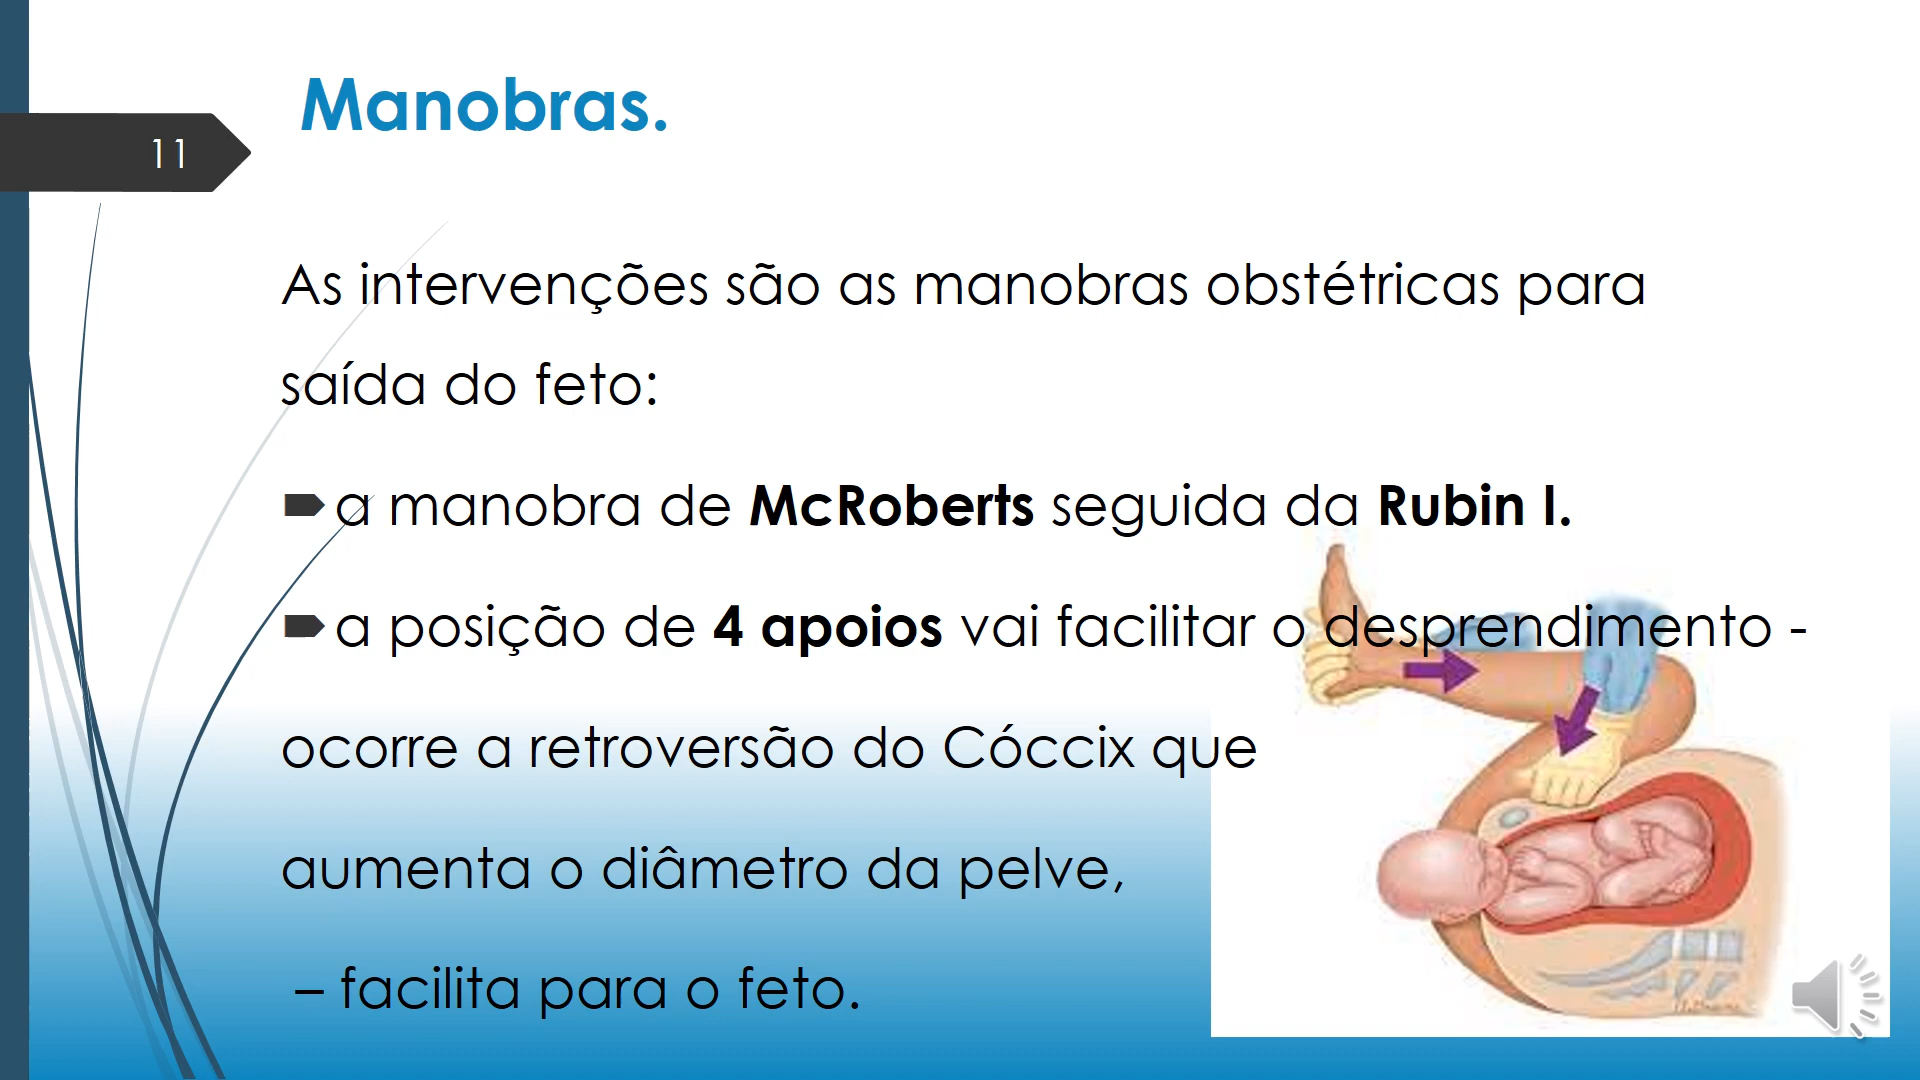 Manobras.
11
As intervenções são as manobras obstétricas para
saída do feto:
a manobra de McRoberts seguida da Rubin I.
a posição de 4 apoios vai facilitar o desprendimento -
ocorre a retroversão do Cóccix que
aumenta o diâmetro da pelve,
– facilita para o feto.